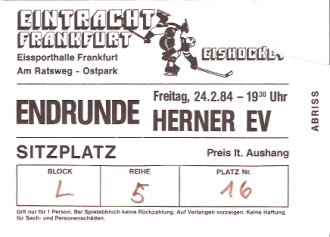 EINTRACHT
FRANKFURT
EISHOCKEY
Eissporthalle Frankfurt
Am Ratsweg - Ostpark
ENDRUNDE
Freitag, 24.2.84 – 19³⁰ Uhr
HERNER EV
ABRISS
SITZPLATZ
Preis lt. Aushang
BLOCK
REIHE
PLATZ Nr.
L
5
16
Gilt nur für 1 Person. Bei Spielabbruch keine Rückzahlung. Auf Verlangen vorzeigen. Keine Haftung
für Sach- und Personenschäden.